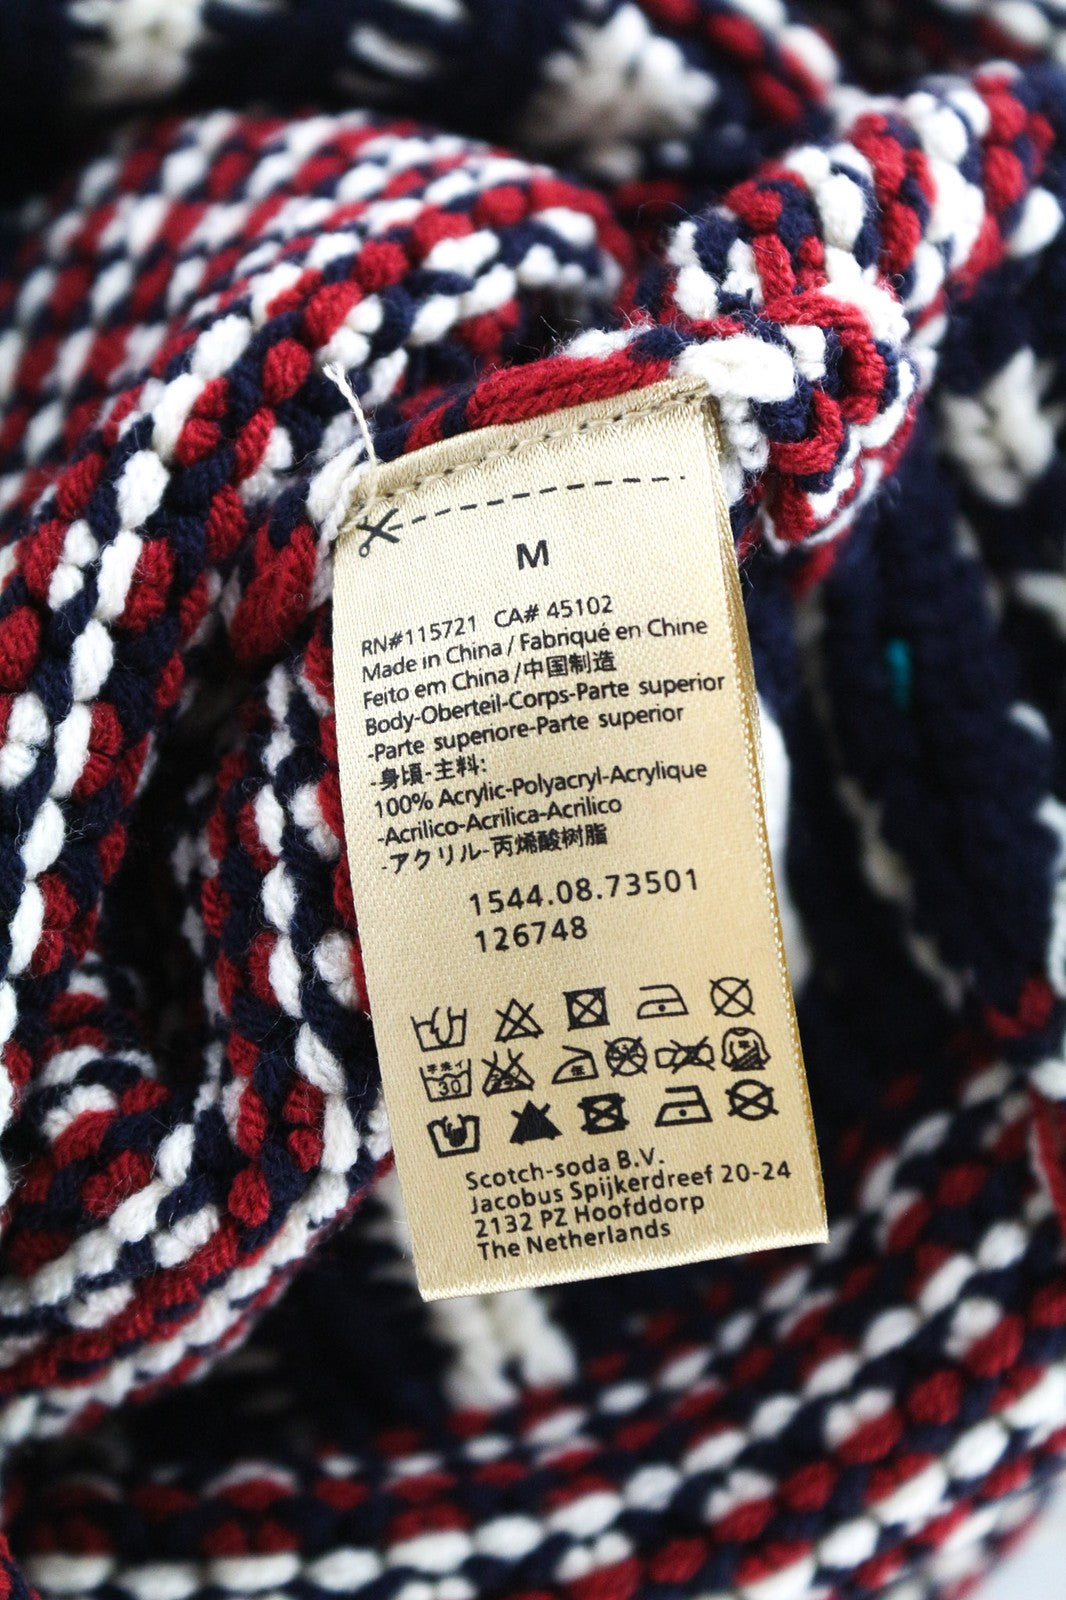 M
RN#115721 CA# 45102
Made in China / Fabriqué en Chine
Feito em China /中国制造
Body-Oberteil-Corps-Parte superior
-Parte superiore-Parte superior
-身頃-主料:
100% Acrylic-Polyacryl-Acrylique
-Acrilico-Acrilica-Acrilico
-アクリル-丙烯酸树脂
1544.08.73501
126748
30
Scotch-soda B.V.
Jacobus Spijkerdreef 20-24
2132 PZ Hoofddorp
The Netherlands